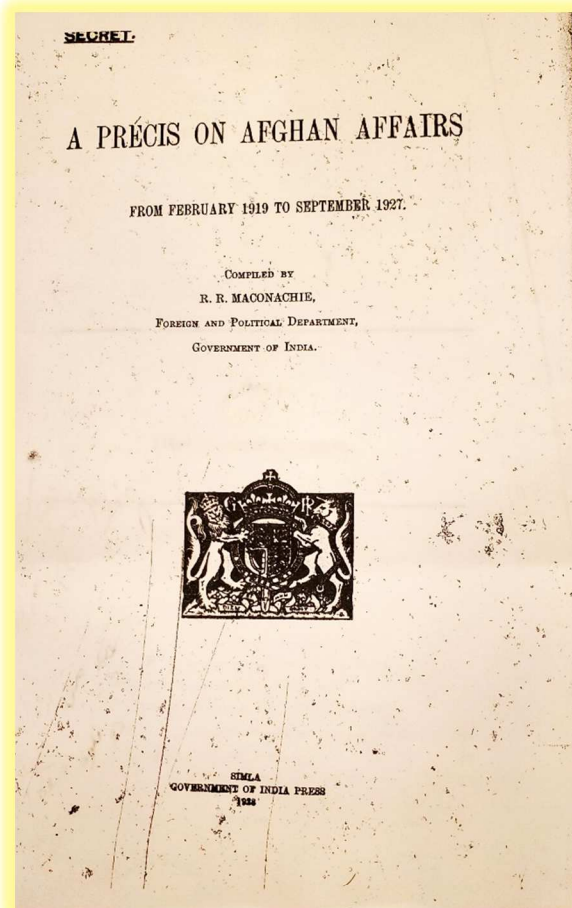 SECRET.
A PRÉCIS ON AFGHAN AFFAIRS
FROM FEBRUARY 1919 TO SEPTEMBER 1927.
COMPILED BY
R. R. MACONACHIE,
FOREIGN AND POLITICAL DEPARTMENT,
GOVERNMENT OF INDIA.
G R
SIMLA
GOVERNMENT OF INDIA PRESS